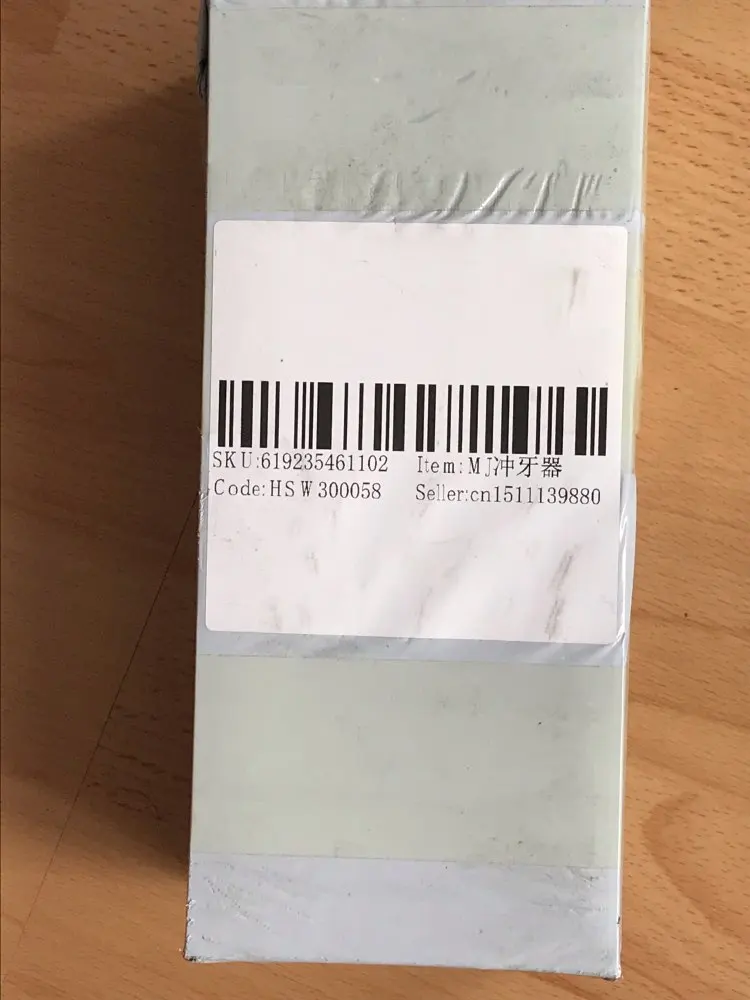 SKU:619235461102 Item:MJ冲牙器
Code:HSW300058 Seller:cn1511139880